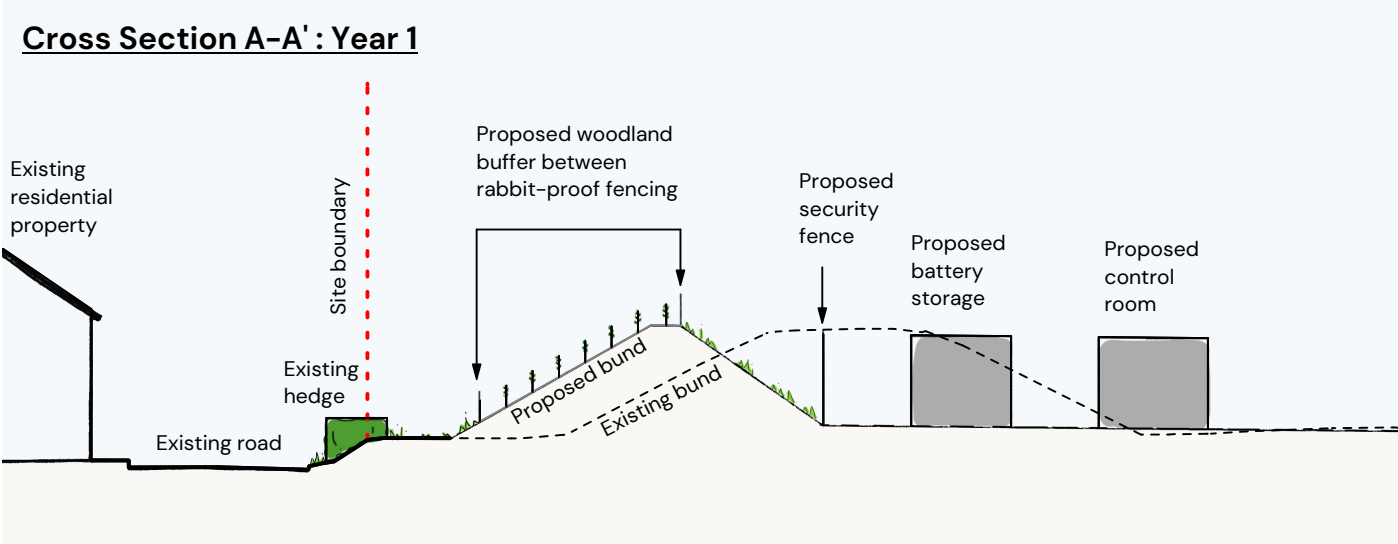 Cross Section A-A' : Year 1
Existing
residential
property
Site boundary
Existing
hedge
Existing road
Proposed woodland
buffer between
rabbit-proof fencing
Proposed bund
Existing bund
Proposed
security
fence
Proposed
battery
storage
Proposed
control
room